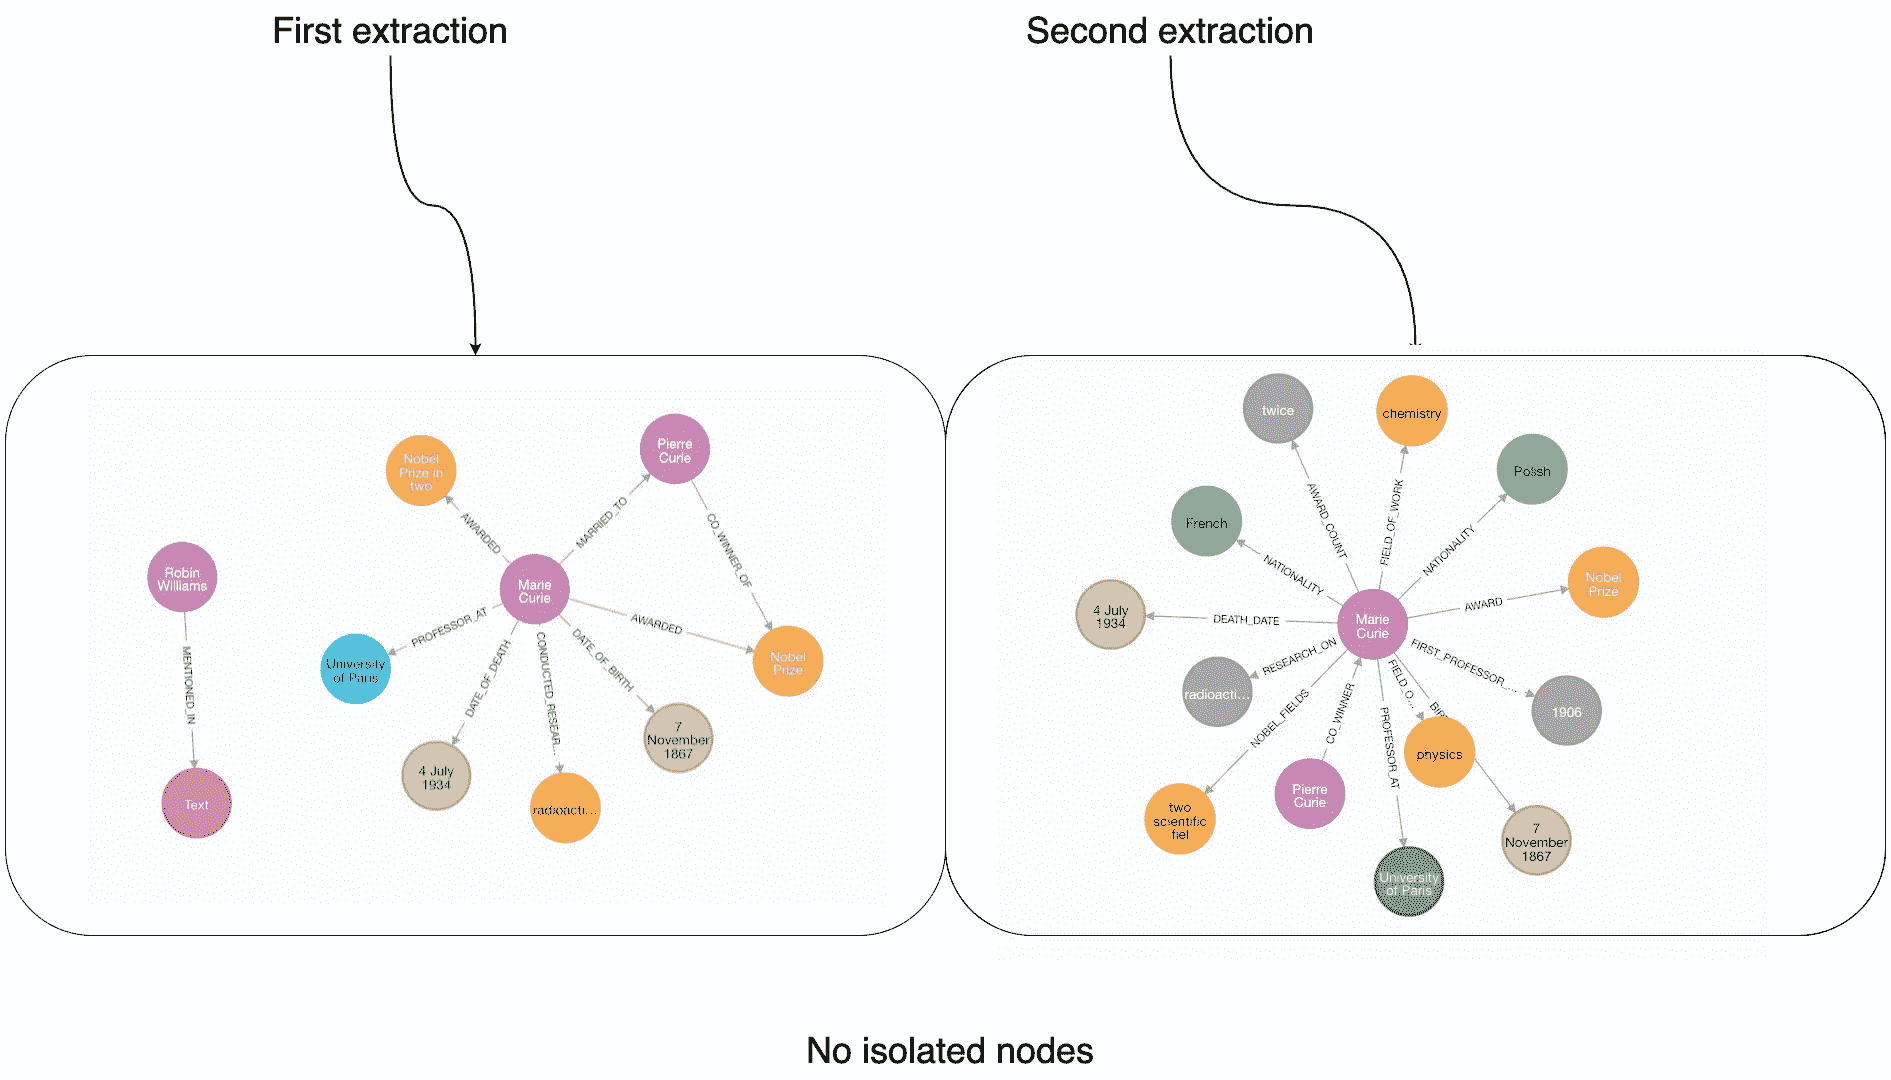 First extraction
Second extraction
Nobel
Prize in
two
Pierre
Curie
AWARDED
MARRIED_TO
CO_WINNER_OF
Robin
Williams
Marie
Curie
MENTIONED_IN
PROFESSOR_AT
AWARDED
University
of Paris
DATE_OF_DEATH
CONDUCTED_RESEAR...
DATE_OF_BIRTH
Nobel
Prize
7
November
1867
4 July
1934
Text
radioacti...
twice
chemistry
Polish
French
AWARD_COUNT
FIELD_OF_WORK
NATIONALITY
NATIONALITY
4 July
1934
DEATH_DATE
Marie
Curie
AWARD
Nobel
Prize
RESEARCH_ON
FIRST_PROFESSOR_...
radioacti...
NOBEL_FIELDS
CO_WINNER
PROFESSOR_AT
FIELD_O...
BIR
1906
physics
two
scientific
fiel
Pierre
Curie
7
November
1867
University
of Paris
No isolated nodes